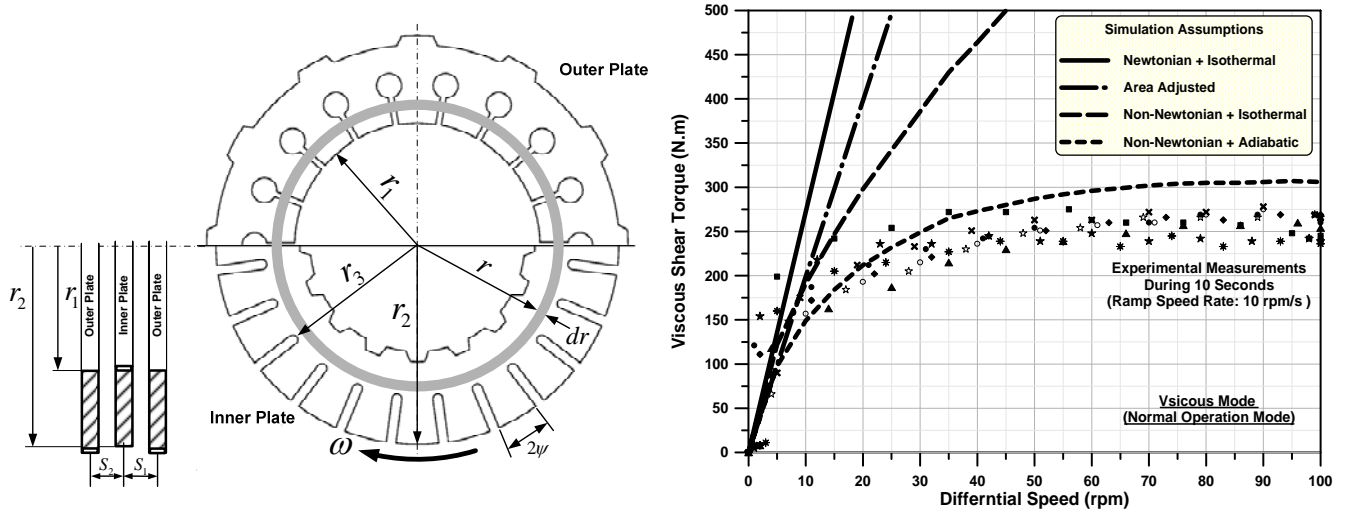 Outer Plate
r₁
r₃
r
r₂
dr
Inner Plate
ω
2ψ
r₂
r₁
Outer Plate
Inner Plate
Outer Plate
S₂
S₁
Viscous Shear Torque (N.m)
500
450
400
350
300
250
200
150
100
50
0
Simulation Assumptions
Newtonian + Isothermal
Area Adjusted
Non-Newtonian + Isothermal
Non-Newtonian + Adiabatic
Experimental Measurements
During 10 Seconds
(Ramp Speed Rate: 10 rpm/s )
Vsicous Mode
(Normal Operation Mode)
0 10 20 30 40 50 60 70 80 90 100
Differntial Speed (rpm)